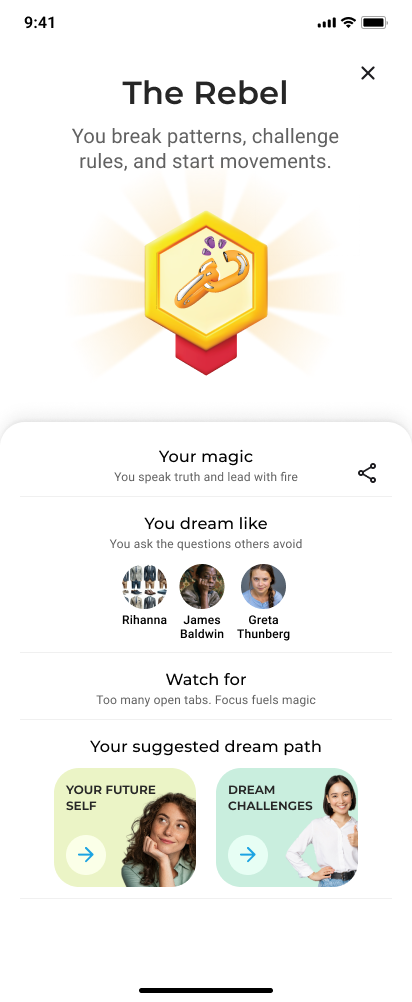 9:41
The Rebel
You break patterns, challenge
rules, and start movements.
Your magic
You speak truth and lead with fire
You dream like
You ask the questions others avoid
Rihanna
James
Baldwin
Greta
Thunberg
Watch for
Too many open tabs. Focus fuels magic
Your suggested dream path
YOUR FUTURE
SELF
DREAM
CHALLENGES